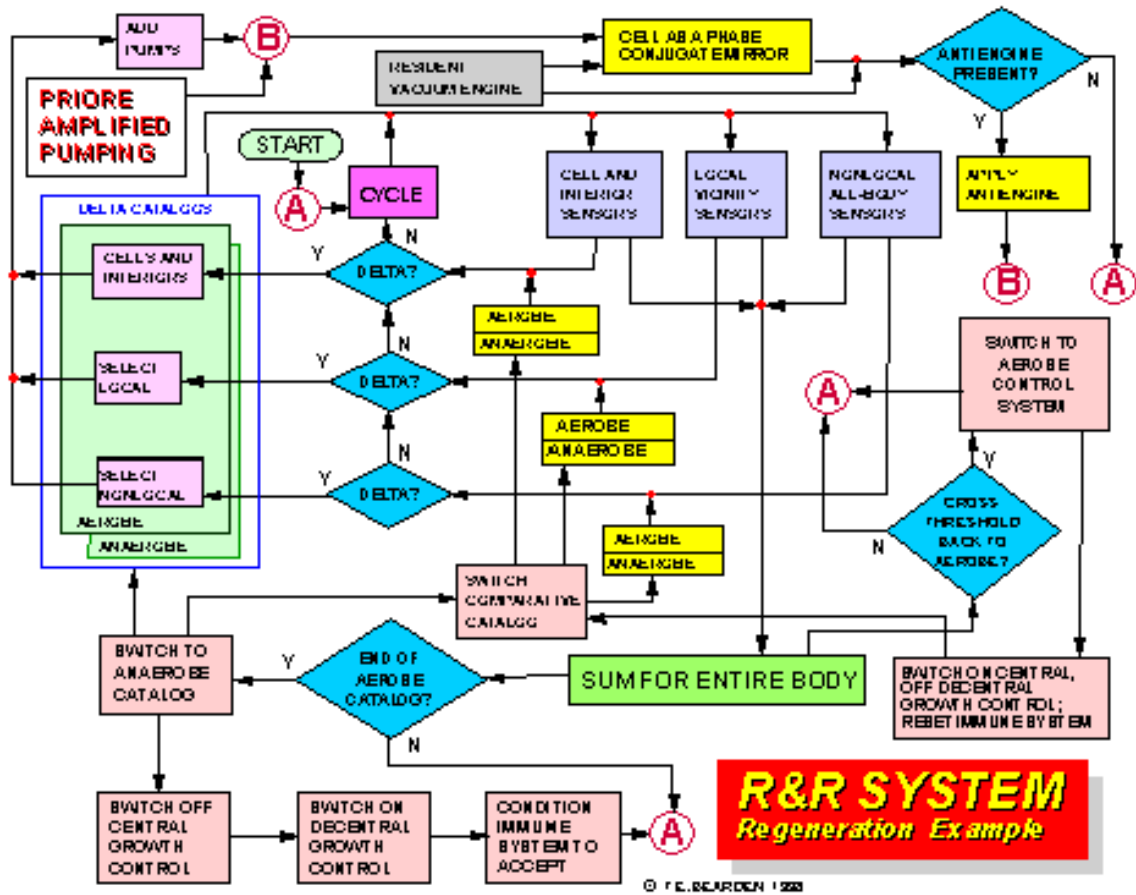 ADD
PUMPS
B
CELL AS A PHASE
CONJUGATE MIRROR
RESIDENT
VACUUM ENGINE
ANTIENGINE
PRESENT?
N
Y
PRIORE
AMPLIFIED
PUMPING
START
A
CYCLE
CELL AND
INTERIOR
SENSORS
LOCAL
VICINITY
SENSORS
NONLOCAL
ALL-BODY
SENSORS
APPLY
ANTIENGINE
B
A
DELTA CATALOGS
CELLS AND
INTERIORS
Y
DELTA?
N
AEROBE
ANAEROBE
SELECT
LOCAL
Y
DELTA?
N
AEROBE
ANAEROBE
SELECT
NONLOCAL
Y
DELTA?
N
AEROBE
ANAEROBE
AEROBE
ANAEROBE
A
SWITCH TO
AEROBE
CONTROL
SYSTEM
Y
CROSS
THRESHOLD
BACK TO
AEROBE?
N
SWITCH
COMPARATIVE
CATALOG
SWITCH TO
ANAEROBE
CATALOG
Y
END OF
AEROBE
CATALOG?
N
SUM FOR ENTIRE BODY
SWITCH ON CENTRAL,
OFF DECENTRAL
GROWTH CONTROL;
RESET IMMUNE SYSTEM
SWITCH OFF
CENTRAL
GROWTH
CONTROL
SWITCH ON
DECENTRAL
GROWTH
CONTROL
CONDITION
IMMUNE
SYSTEM TO
ACCEPT
A
R&R SYSTEM
Regeneration Example
© T.E. BEARDEN 1998